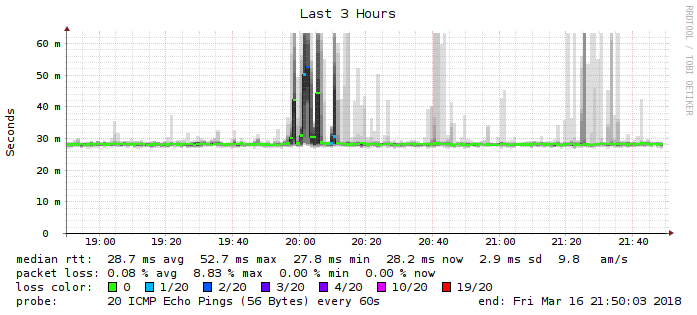 Last 3 Hours
RRDTOOL / TOBI OETIKER
Seconds
60 m
50 m
40 m
30 m
20 m
10 m
0
19:00 19:20 19:40 20:00 20:20 20:40 21:00 21:20 21:40
median rtt: 28.7 ms avg 52.7 ms max 27.8 ms min 28.2 ms now 2.9 ms sd 9.8 am/s
packet loss: 0.08 % avg 8.83 % max 0.00 % min 0.00 % now
loss color: 0 1/20 2/20 3/20 4/20 10/20 19/20
probe: 20 ICMP Echo Pings (56 Bytes) every 60s end: Fri Mar 16 21:50:03 2018